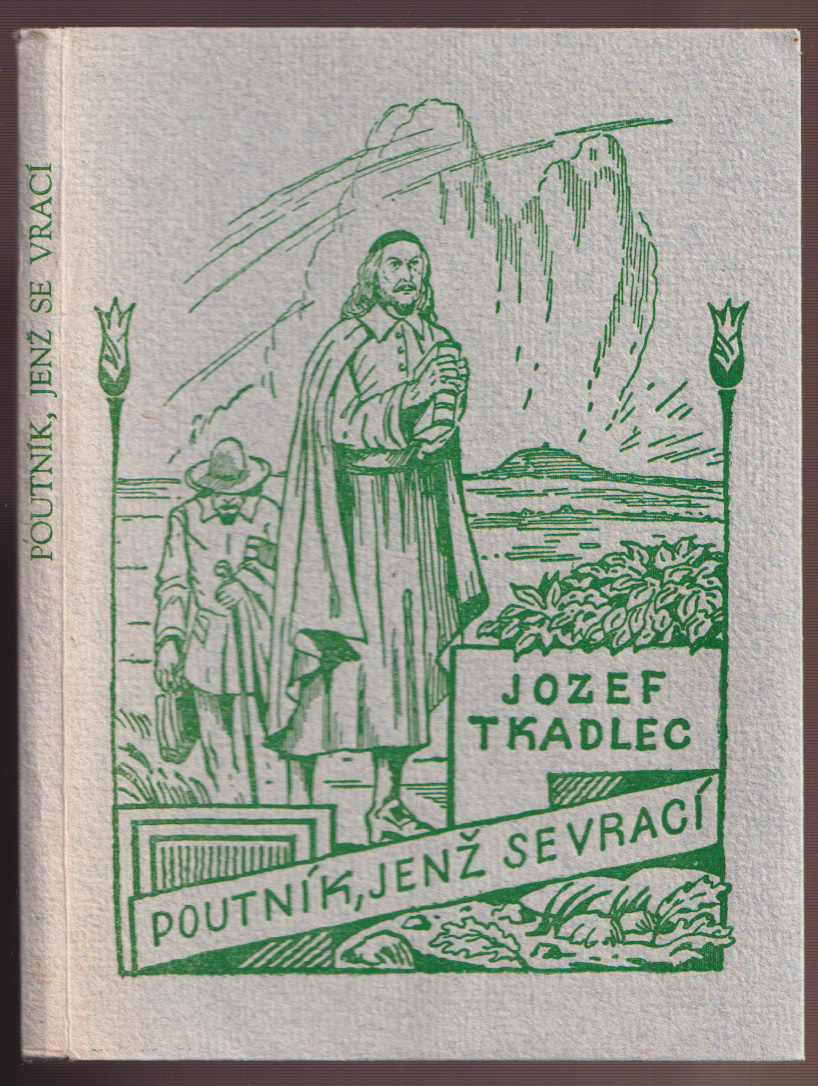 POUTNÍK, JENŽ SE VRACÍ
JOZEF
TKADLEC
POUTNÍK, JENŽ SE VRACÍ